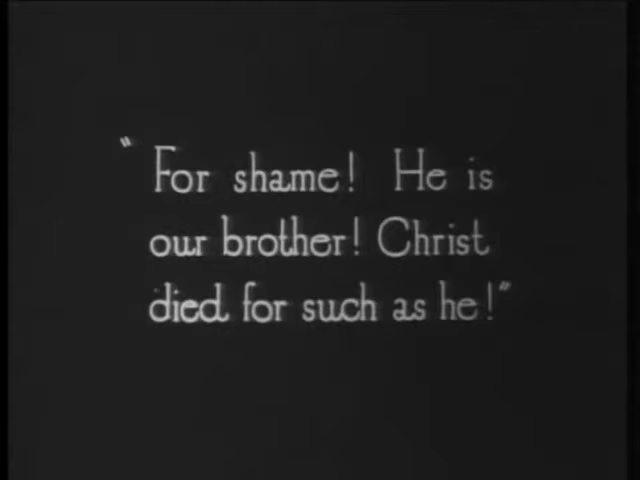 "For shame! He is
our brother! Christ
died for such as he!"